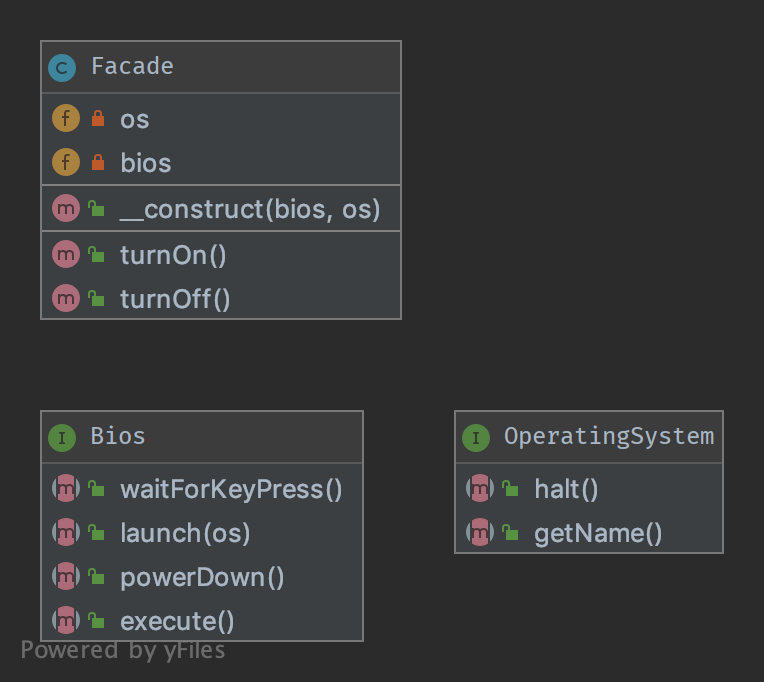 C Facade
f os
f bios
m __construct(bios, os)
m turnOn()
m turnOff()
I Bios
m waitForKeyPress()
m launch(os)
m powerDown()
m execute()
I OperatingSystem
m halt()
m getName()
Powered by yFiles